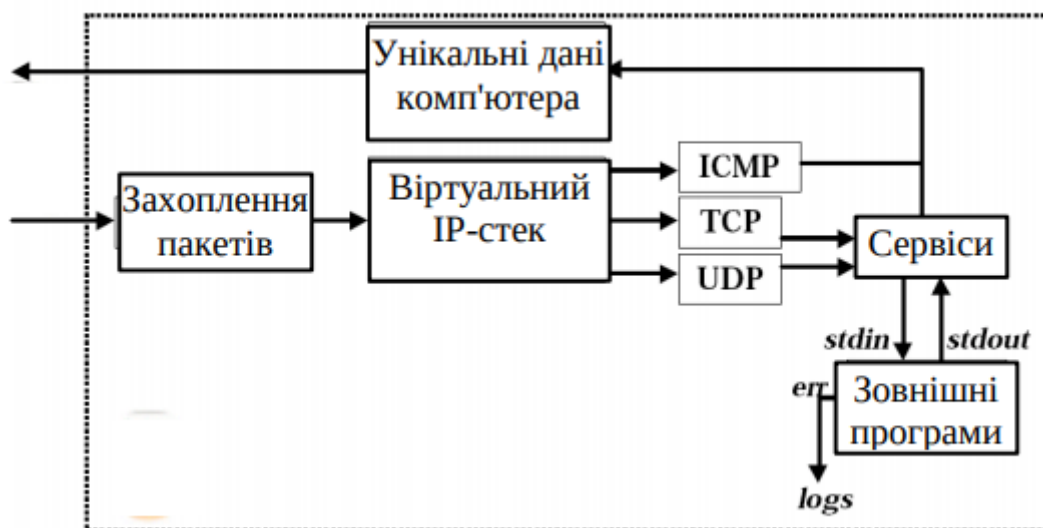 Унікальні дані
комп'ютера
Захоплення
пакетів
Віртуальний
IP-стек
ICMP
TCP
UDP
Сервіси
stdin
stdout
err
Зовнішні
програми
logs